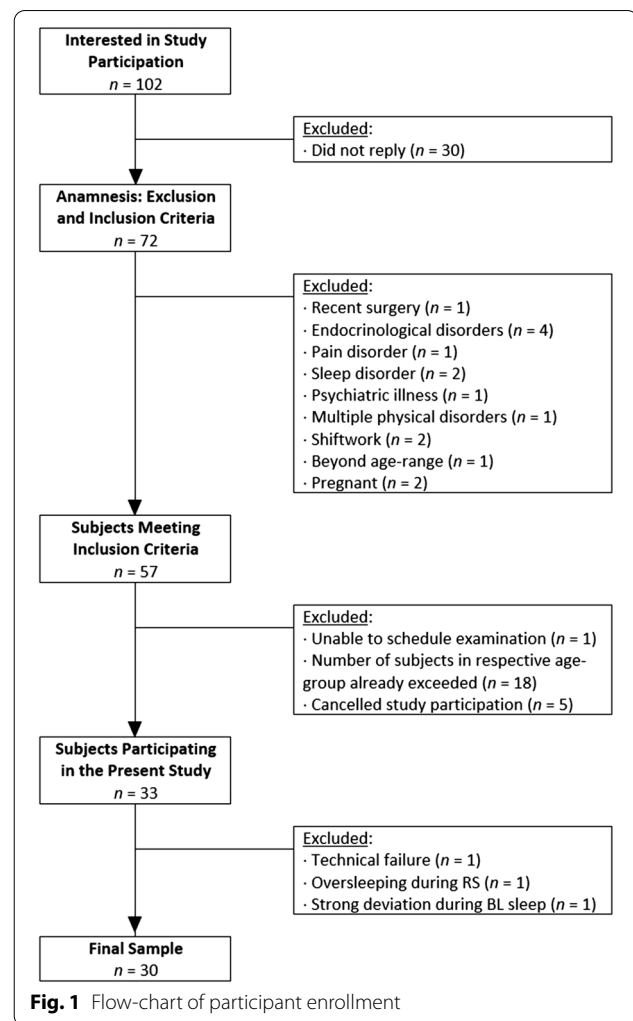 Interested in Study
Participation
n = 102
Excluded:
· Did not reply (n = 30)
Anamnesis: Exclusion
and Inclusion Criteria
n = 72
Excluded:
· Recent surgery (n = 1)
· Endocrinological disorders (n = 4)
· Pain disorder (n = 1)
· Sleep disorder (n = 2)
· Psychiatric illness (n = 1)
· Multiple physical disorders (n = 1)
· Shiftwork (n = 2)
· Beyond age-range (n = 1)
· Pregnant (n = 2)
Subjects Meeting
Inclusion Criteria
n = 57
Excluded:
· Unable to schedule examination (n = 1)
· Number of subjects in respective age-
group already exceeded (n = 18)
· Cancelled study participation (n = 5)
Subjects Participating
in the Present Study
n = 33
Excluded:
· Technical failure (n = 1)
· Oversleeping during RS (n = 1)
· Strong deviation during BL sleep (n = 1)
Final Sample
n = 30
Fig. 1 Flow-chart of participant enrollment